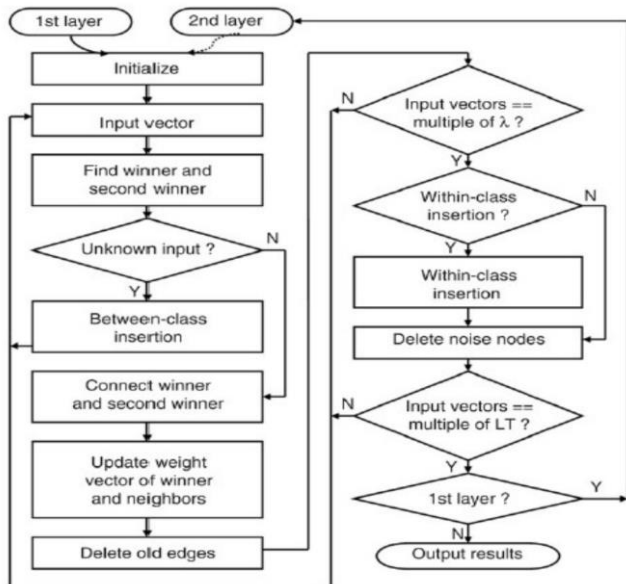 1st layer
2nd layer
Initialize
Input vector
Find winner and
second winner
Unknown input ?
N
Y
Between-class
insertion
Connect winner
and second winner
Update weight
vector of winner
and neighbors
Delete old edges
N
Input vectors ==
multiple of λ ?
Y
Within-class
insertion ?
N
Y
Within-class
insertion
Delete noise nodes
N
Input vectors ==
multiple of LT ?
Y
1st layer ?
Y
N
Output results